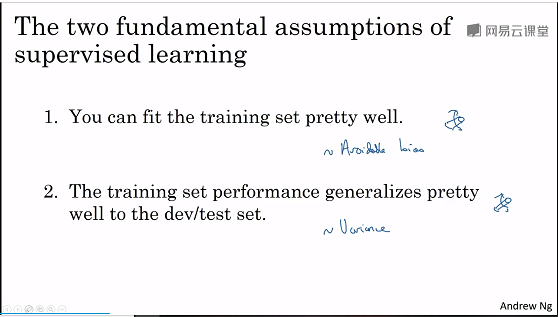 The two fundamental assumptions of
网易云课堂
supervised learning
1. You can fit the training set pretty well.
~ Avoidable bias
2. The training set performance generalizes pretty
well to the dev/test set.
~ Variance
Andrew Ng